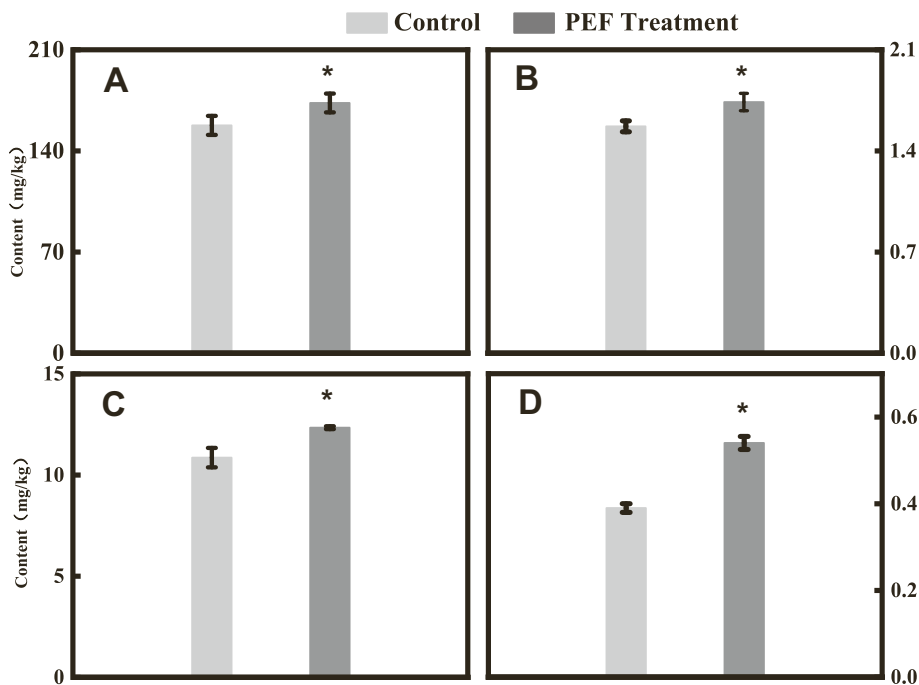 Control PEF Treatment
210 A * B * 2.1
140 1.4
70 0.7
0 0.0
Content（mg/kg）
15 C * D *
0.6
10 0.4
5 0.2
0 0.0
Content（mg/kg）